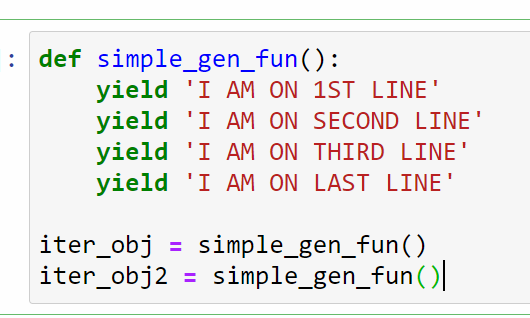 : def simple_gen_fun():
yield 'I AM ON 1ST LINE'
yield 'I AM ON SECOND LINE'
yield 'I AM ON THIRD LINE'
yield 'I AM ON LAST LINE'
iter_obj = simple_gen_fun()
iter_obj2 = simple_gen_fun()